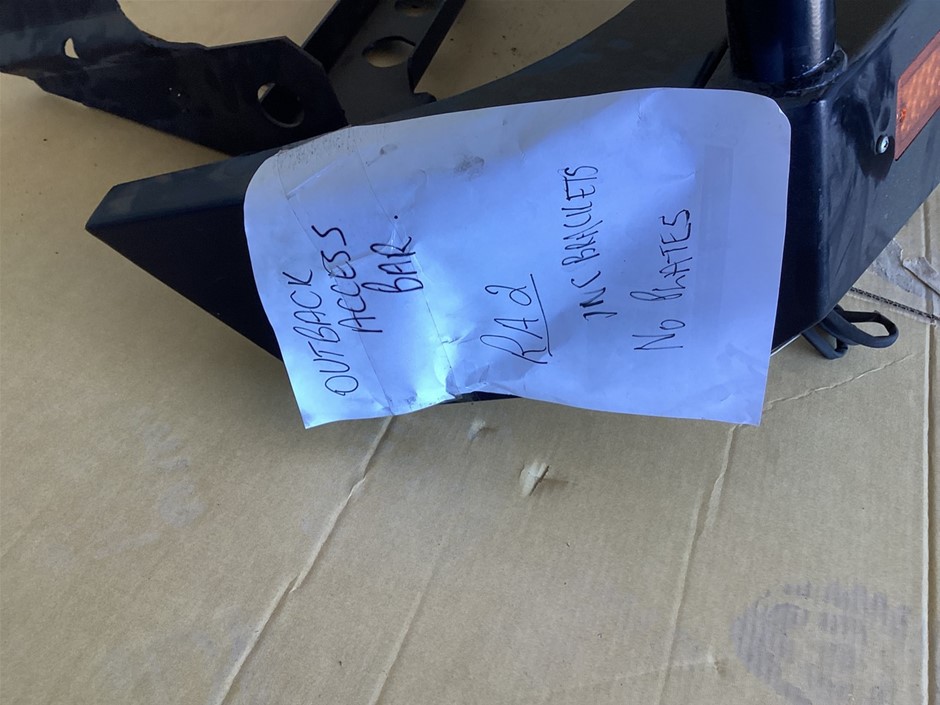 OUTBACK
ACCESS
BAR.
RA2
INC BRACKETS
NO PLATES